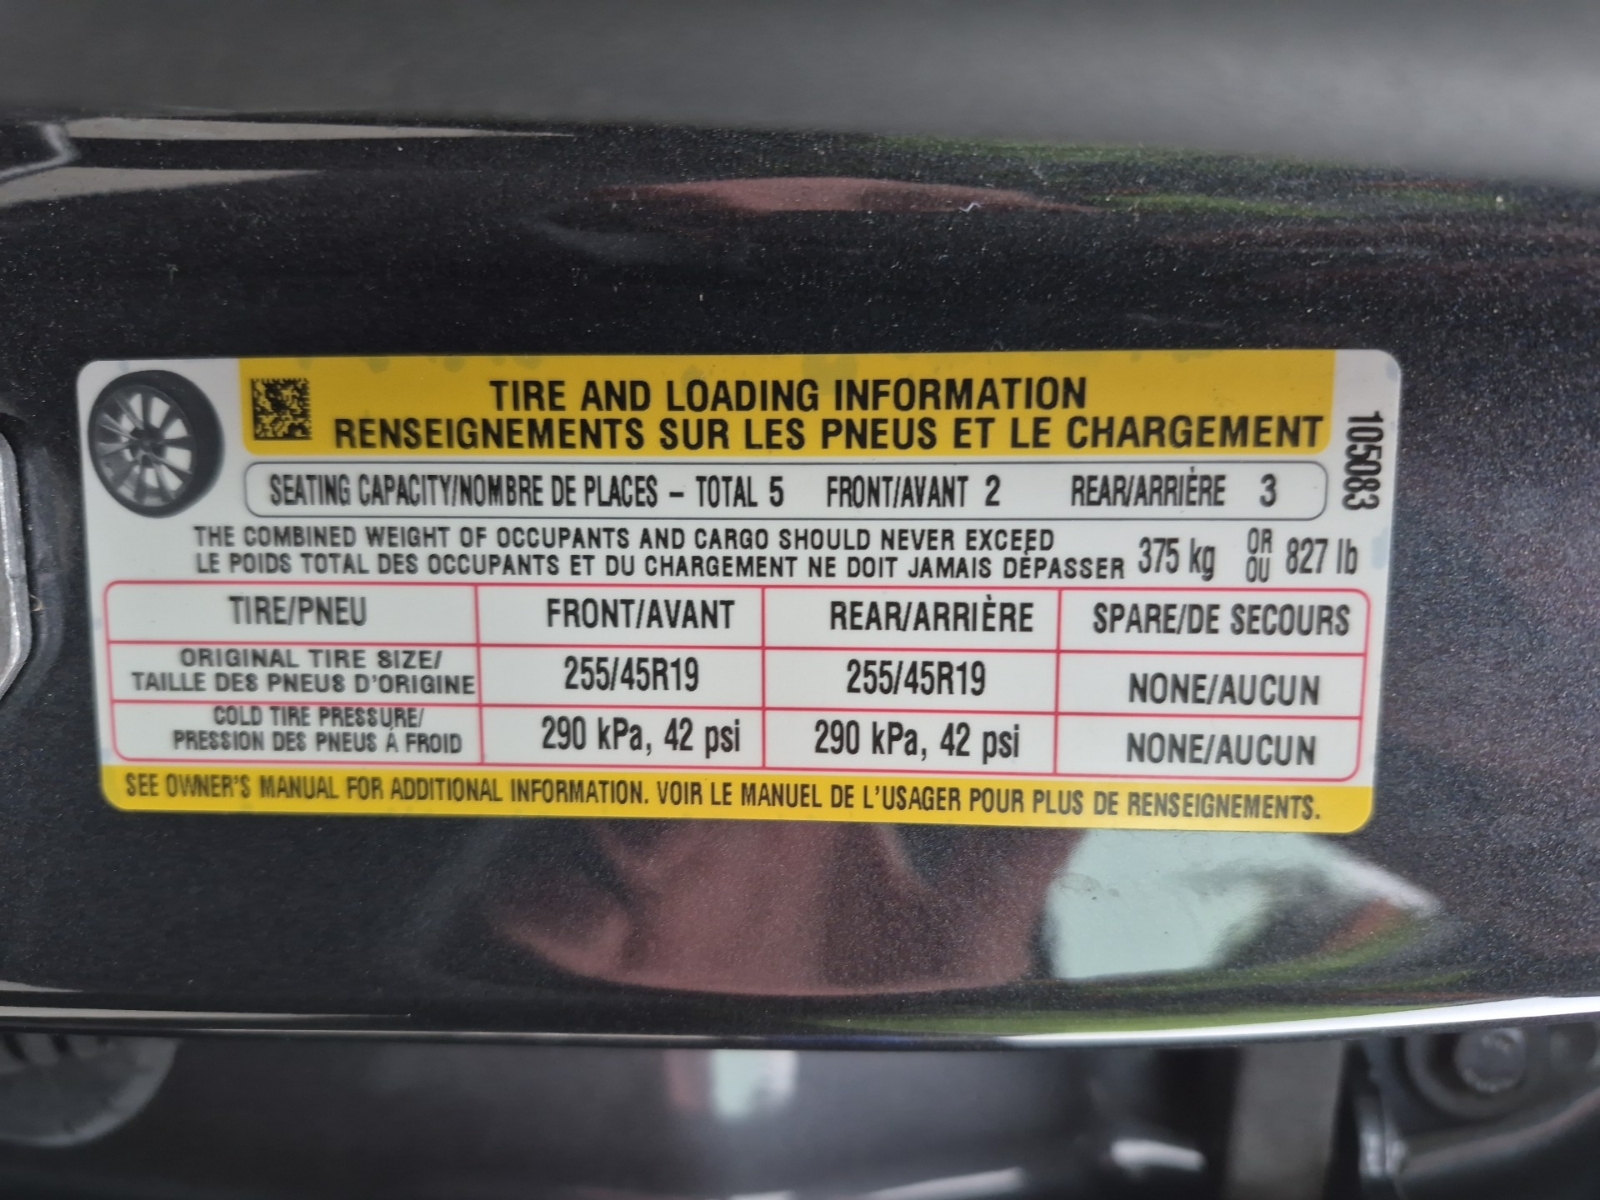 TIRE AND LOADING INFORMATION
RENSEIGNEMENTS SUR LES PNEUS ET LE CHARGEMENT
105083
SEATING CAPACITY/NOMBRE DE PLACES – TOTAL 5 FRONT/AVANT 2 REAR/ARRIÈRE 3
THE COMBINED WEIGHT OF OCCUPANTS AND CARGO SHOULD NEVER EXCEED
LE POIDS TOTAL DES OCCUPANTS ET DU CHARGEMENT NE DOIT JAMAIS DÉPASSER
375 kg OR OU 827 lb
TIRE/PNEU FRONT/AVANT REAR/ARRIÈRE SPARE/DE SECOURS
ORIGINAL TIRE SIZE/
TAILLE DES PNEUS D'ORIGINE
255/45R19 255/45R19 NONE/AUCUN
COLD TIRE PRESSURE/
PRESSION DES PNEUS À FROID
290 kPa, 42 psi 290 kPa, 42 psi NONE/AUCUN
SEE OWNER'S MANUAL FOR ADDITIONAL INFORMATION. VOIR LE MANUEL DE L'USAGER POUR PLUS DE RENSEIGNEMENTS.